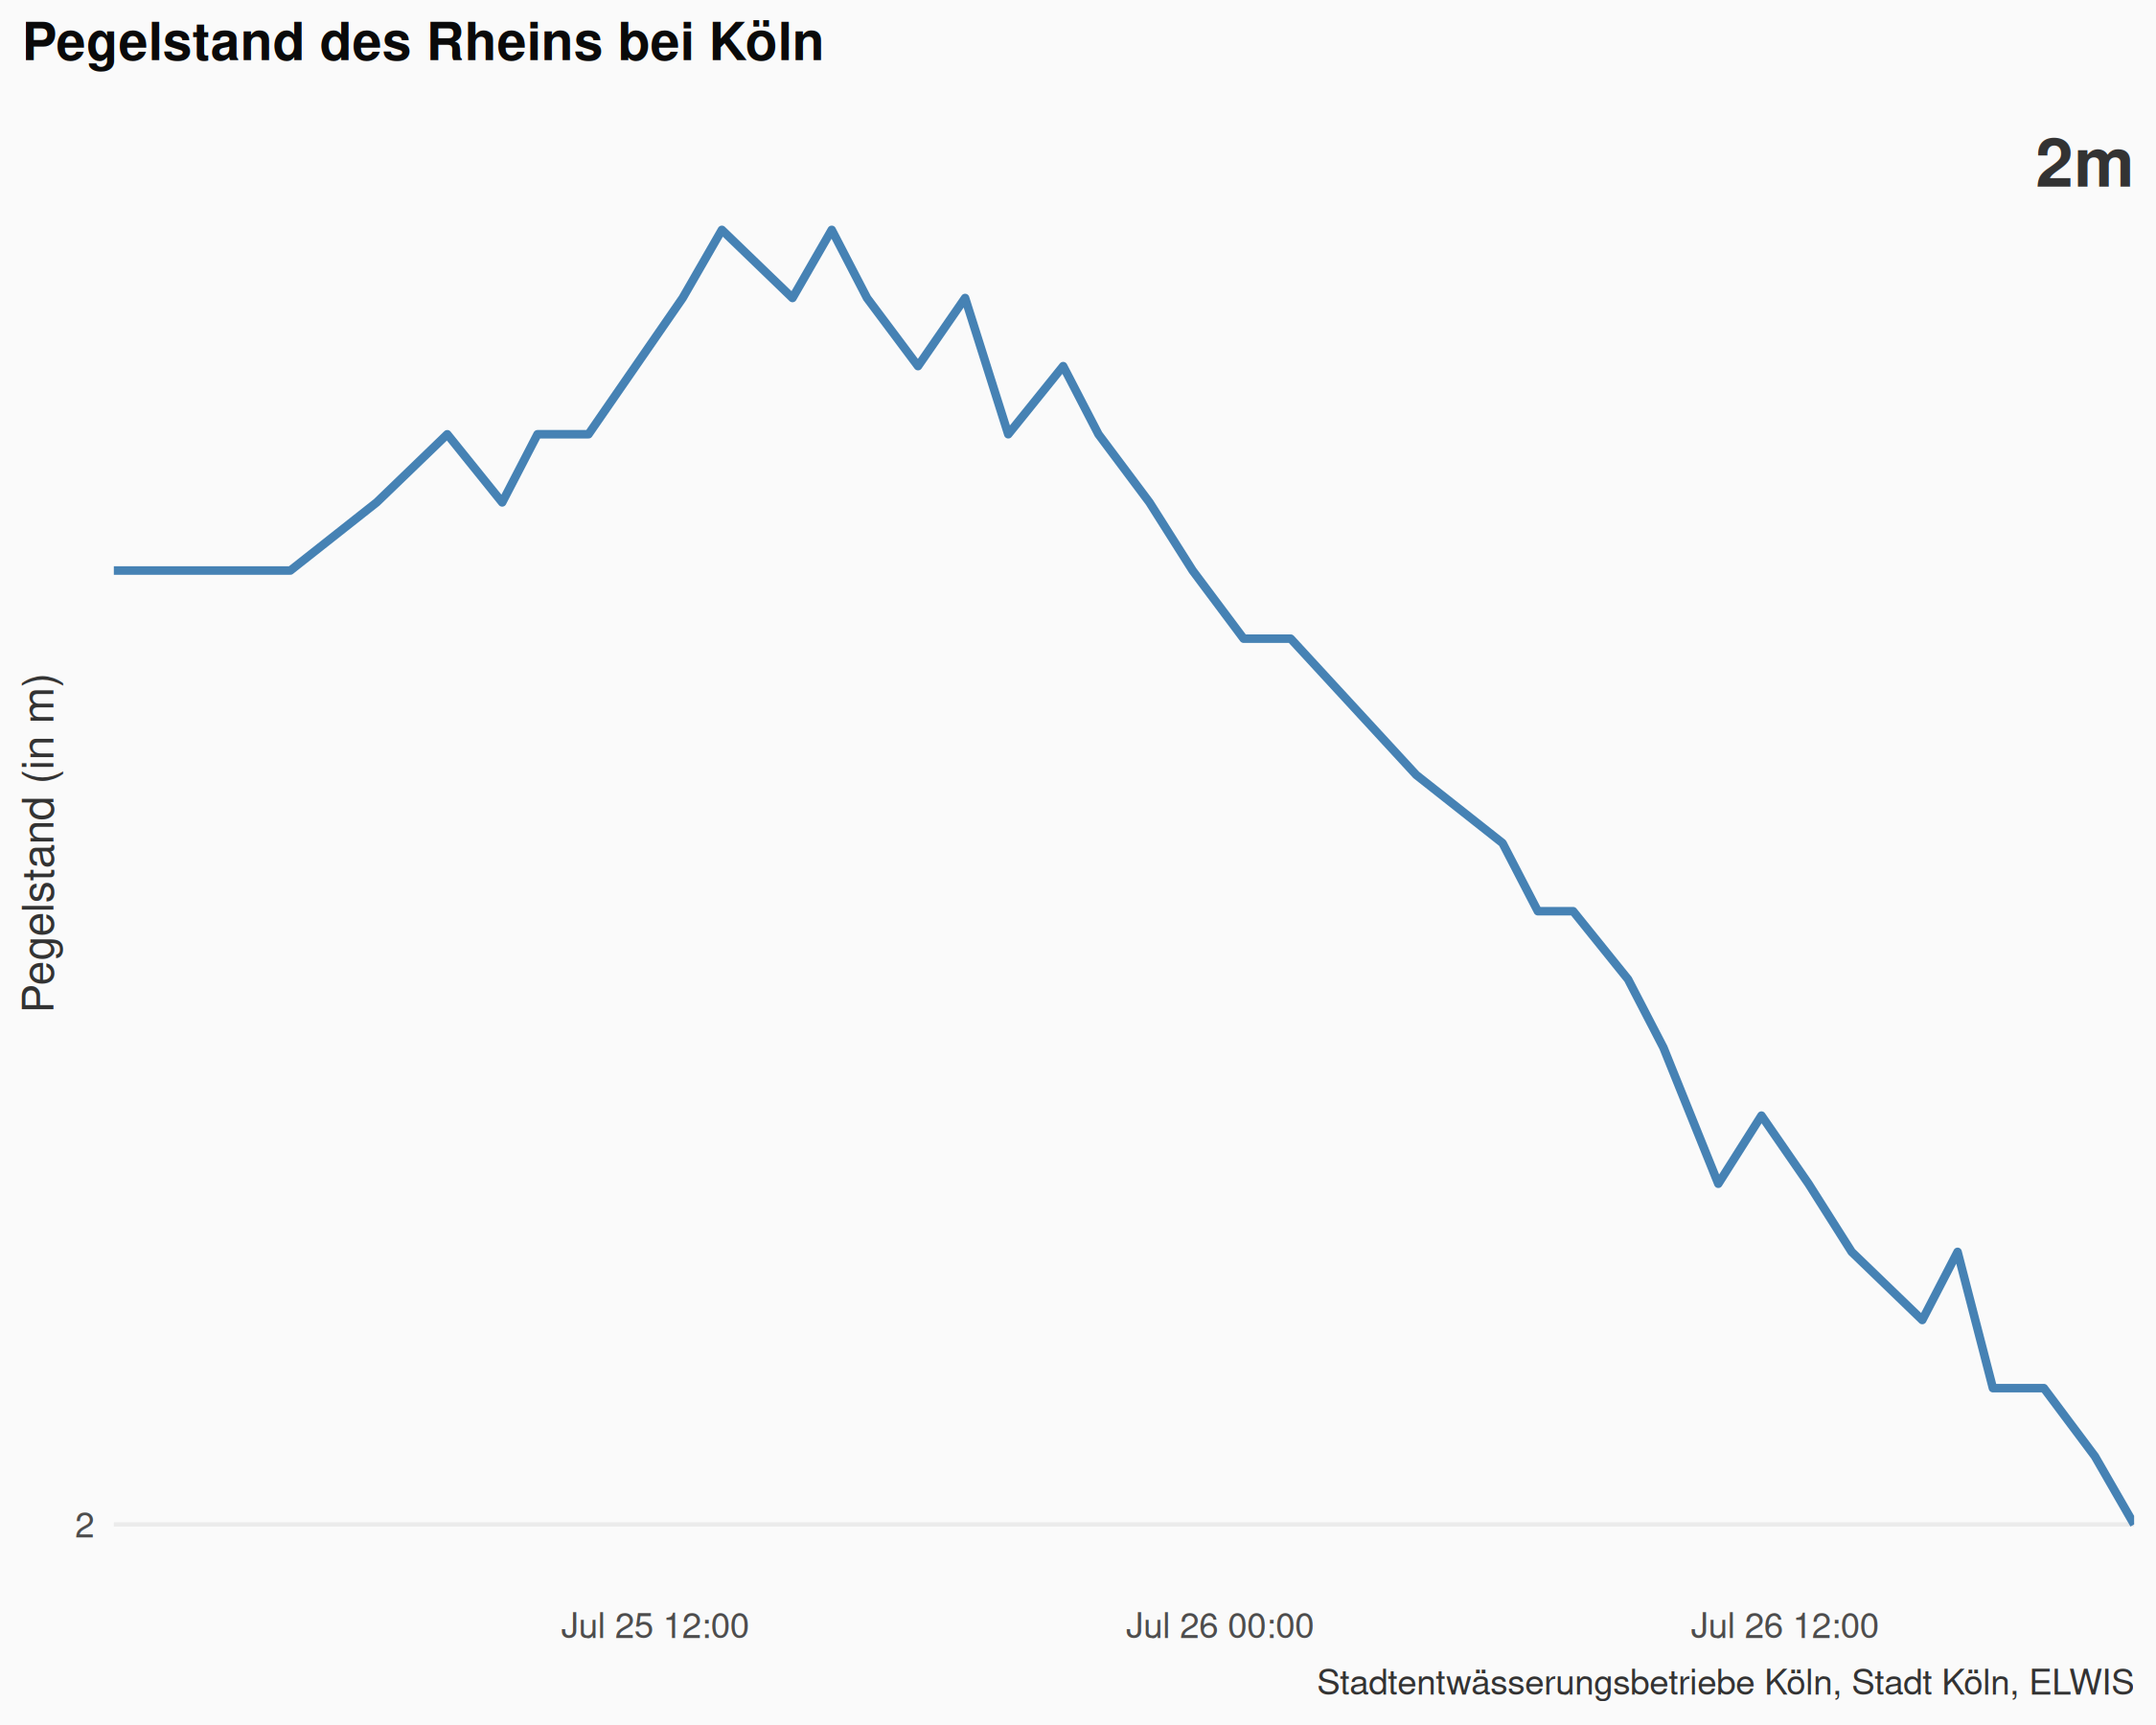 Pegelstand des Rheins bei Köln
2m
Pegelstand (in m)
2
Jul 25 12:00
Jul 26 00:00
Jul 26 12:00
Stadtentwässerungsbetriebe Köln, Stadt Köln, ELWIS